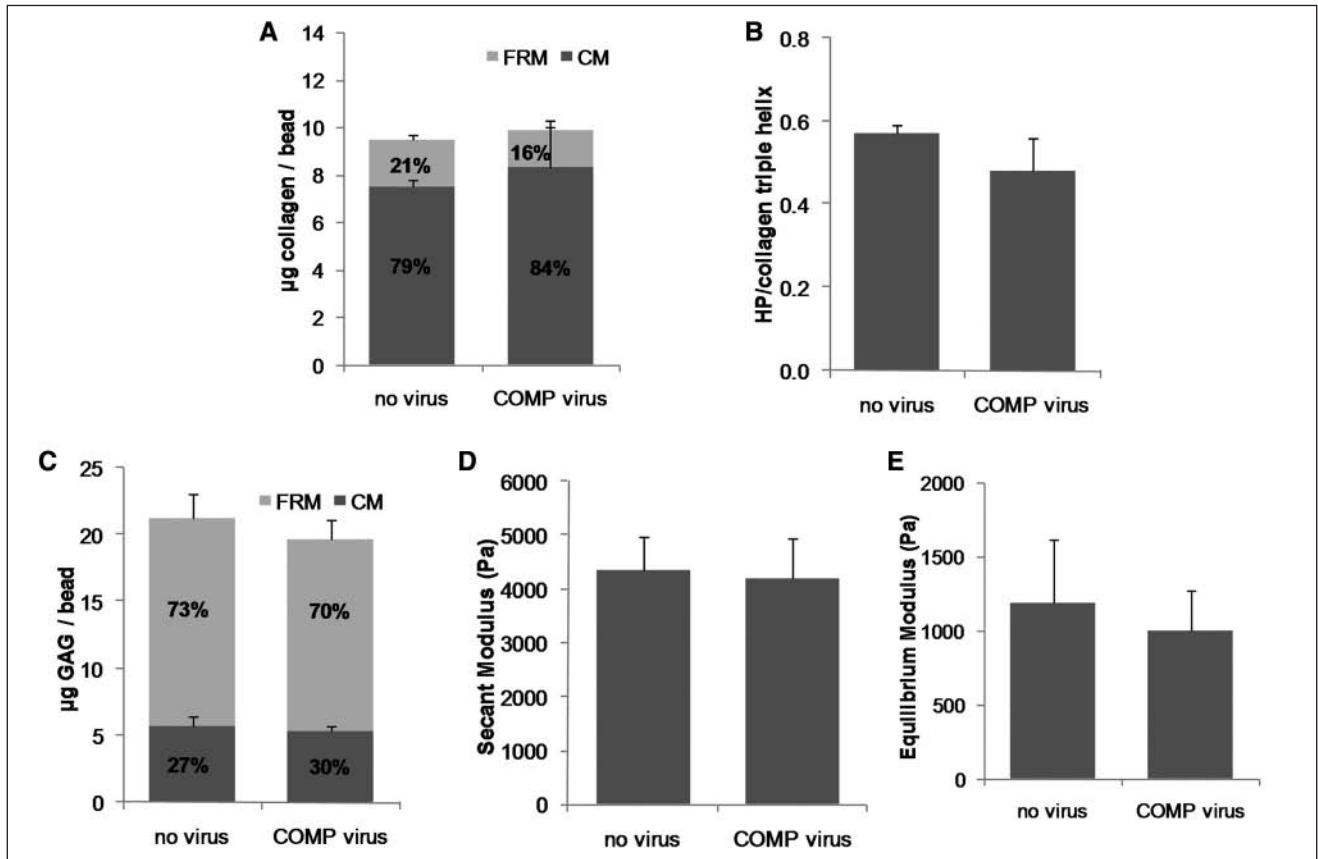 A
14
12
10
8
6
4
2
0
µg collagen / bead
FRM CM
21%
79%
16%
84%
no virus COMP virus
B
0.8
0.6
0.4
0.2
0.0
HP/collagen triple helix
no virus COMP virus
C
25
20
15
10
5
0
µg GAG / bead
FRM CM
73%
27%
70%
30%
no virus COMP virus
D
6000
5000
4000
3000
2000
1000
0
Secant Modulus (Pa)
no virus COMP virus
E
2000
1500
1000
500
0
Equilibrium Modulus (Pa)
no virus COMP virus